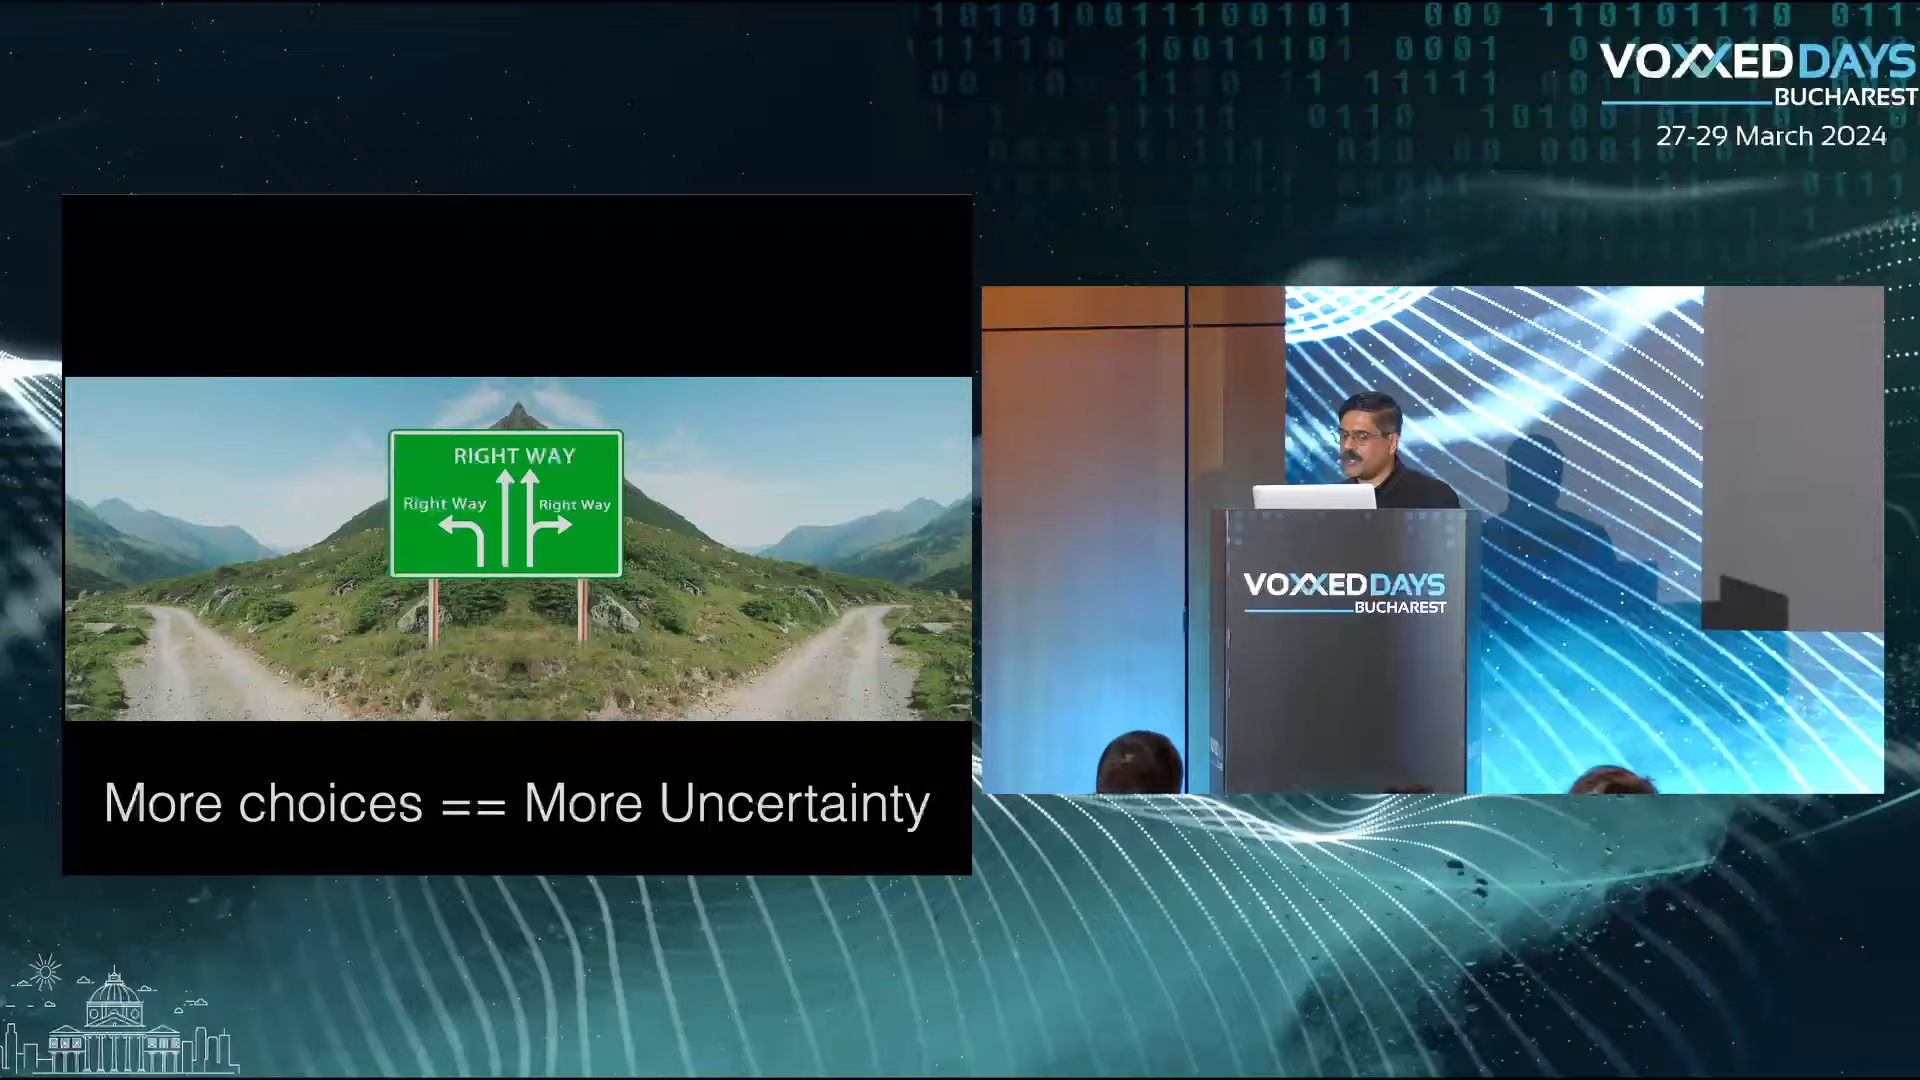 VOXXEDDAYS
BUCHAREST
27-29 March 2024
RIGHT WAY
Right Way
Right Way
More choices == More Uncertainty
VOXXEDDAYS
BUCHAREST